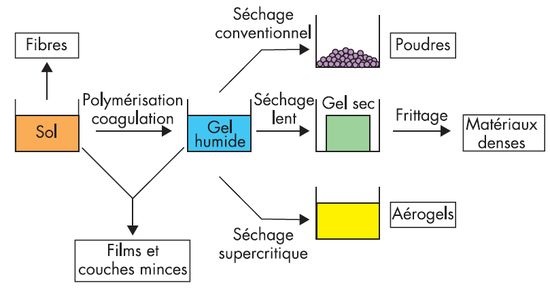 Fibres
Séchage
conventionnel
Poudres
Sol
Polymérisation
coagulation
Gel
humide
Séchage
lent
Gel sec
Frittage
Matériaux
denses
Films et
couches minces
Séchage
supercritique
Aérogels